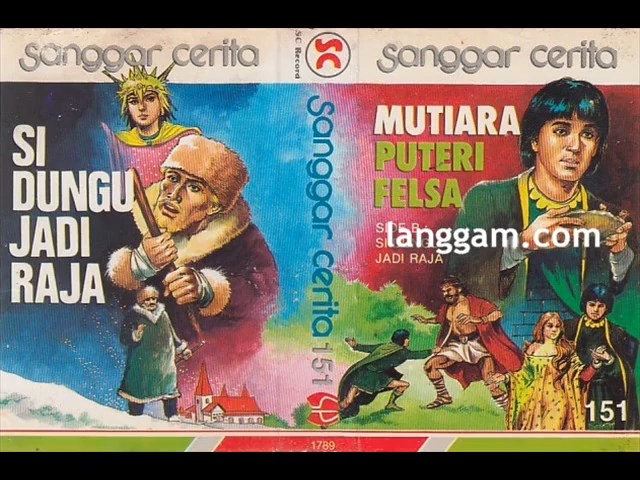 sanggar cerita
SI
DUNGU
JADI
RAJA
SC Record
SC
sanggar cerita 151
1789
sanggar cerita
MUTIARA
PUTERI
FELSA
SIDE B
langgam.com
JADI RAJA
151